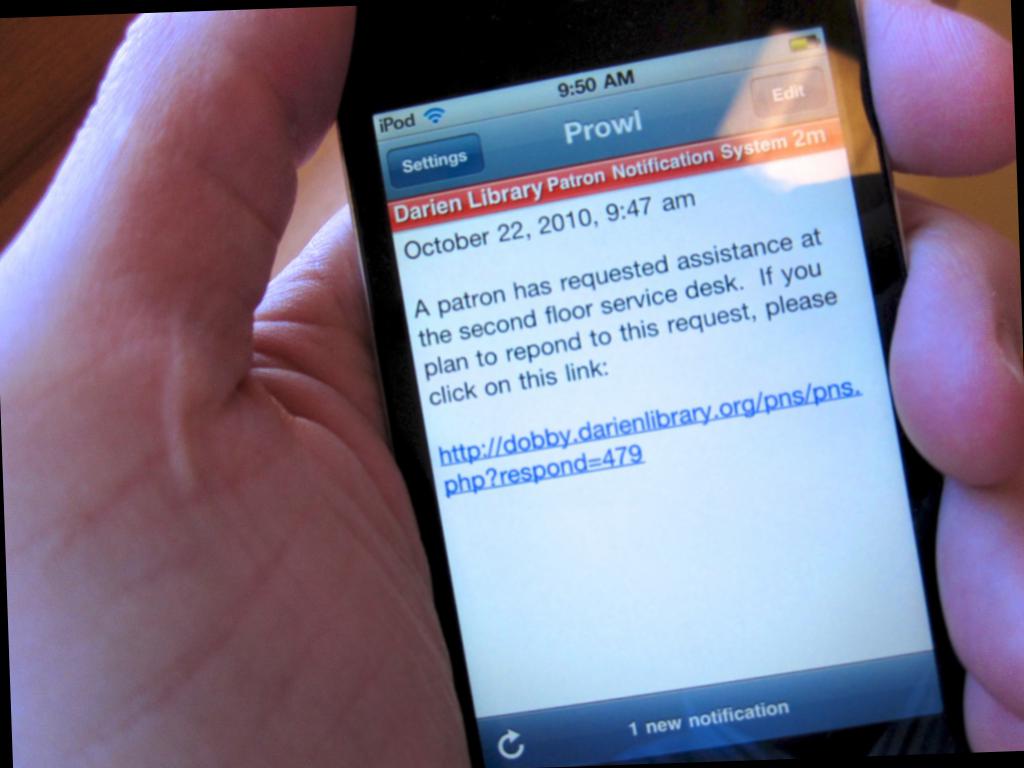 iPod 9:50 AM
Settings Prowl Edit
Darien Library Patron Notification System 2m
October 22, 2010, 9:47 am
A patron has requested assistance at
the second floor service desk. If you
plan to repond to this request, please
click on this link:
http://dobby.darienlibrary.org/pns/pns.
php?respond=479
1 new notification